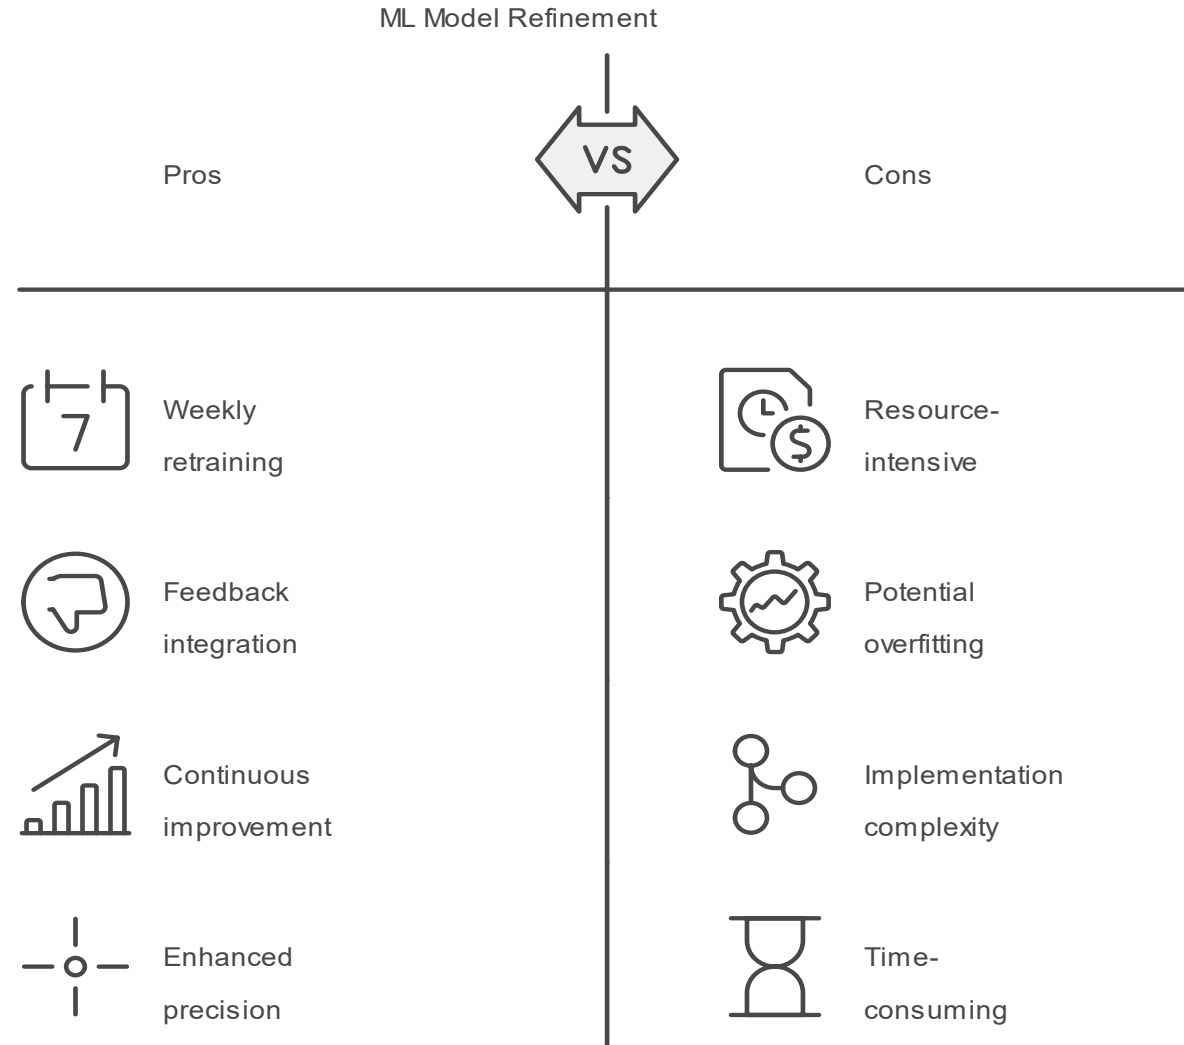 ML Model Refinement
VS
Pros
Cons
7
Weekly
retraining
$
Resource-
intensive
Feedback
integration
Potential
overfitting
Continuous
improvement
Implementation
complexity
Enhanced
precision
Time-
consuming